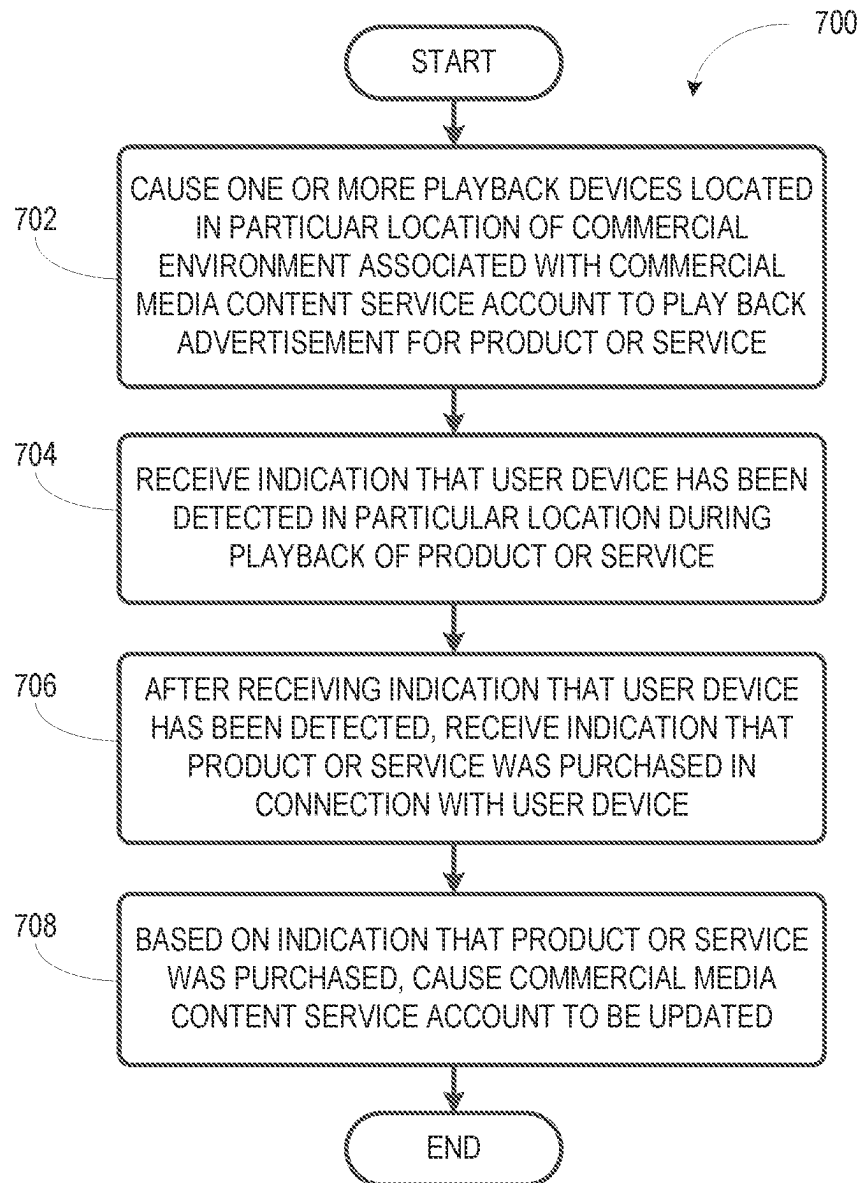 700
START
702
CAUSE ONE OR MORE PLAYBACK DEVICES LOCATED
IN PARTICUAR LOCATION OF COMMERCIAL
ENVIRONMENT ASSOCIATED WITH COMMERCIAL
MEDIA CONTENT SERVICE ACCOUNT TO PLAY BACK
ADVERTISEMENT FOR PRODUCT OR SERVICE
704
RECEIVE INDICATION THAT USER DEVICE HAS BEEN
DETECTED IN PARTICULAR LOCATION DURING
PLAYBACK OF PRODUCT OR SERVICE
706
AFTER RECEIVING INDICATION THAT USER DEVICE
HAS BEEN DETECTED, RECEIVE INDICATION THAT
PRODUCT OR SERVICE WAS PURCHASED IN
CONNECTION WITH USER DEVICE
708
BASED ON INDICATION THAT PRODUCT OR SERVICE
WAS PURCHASED, CAUSE COMMERCIAL MEDIA
CONTENT SERVICE ACCOUNT TO BE UPDATED
END